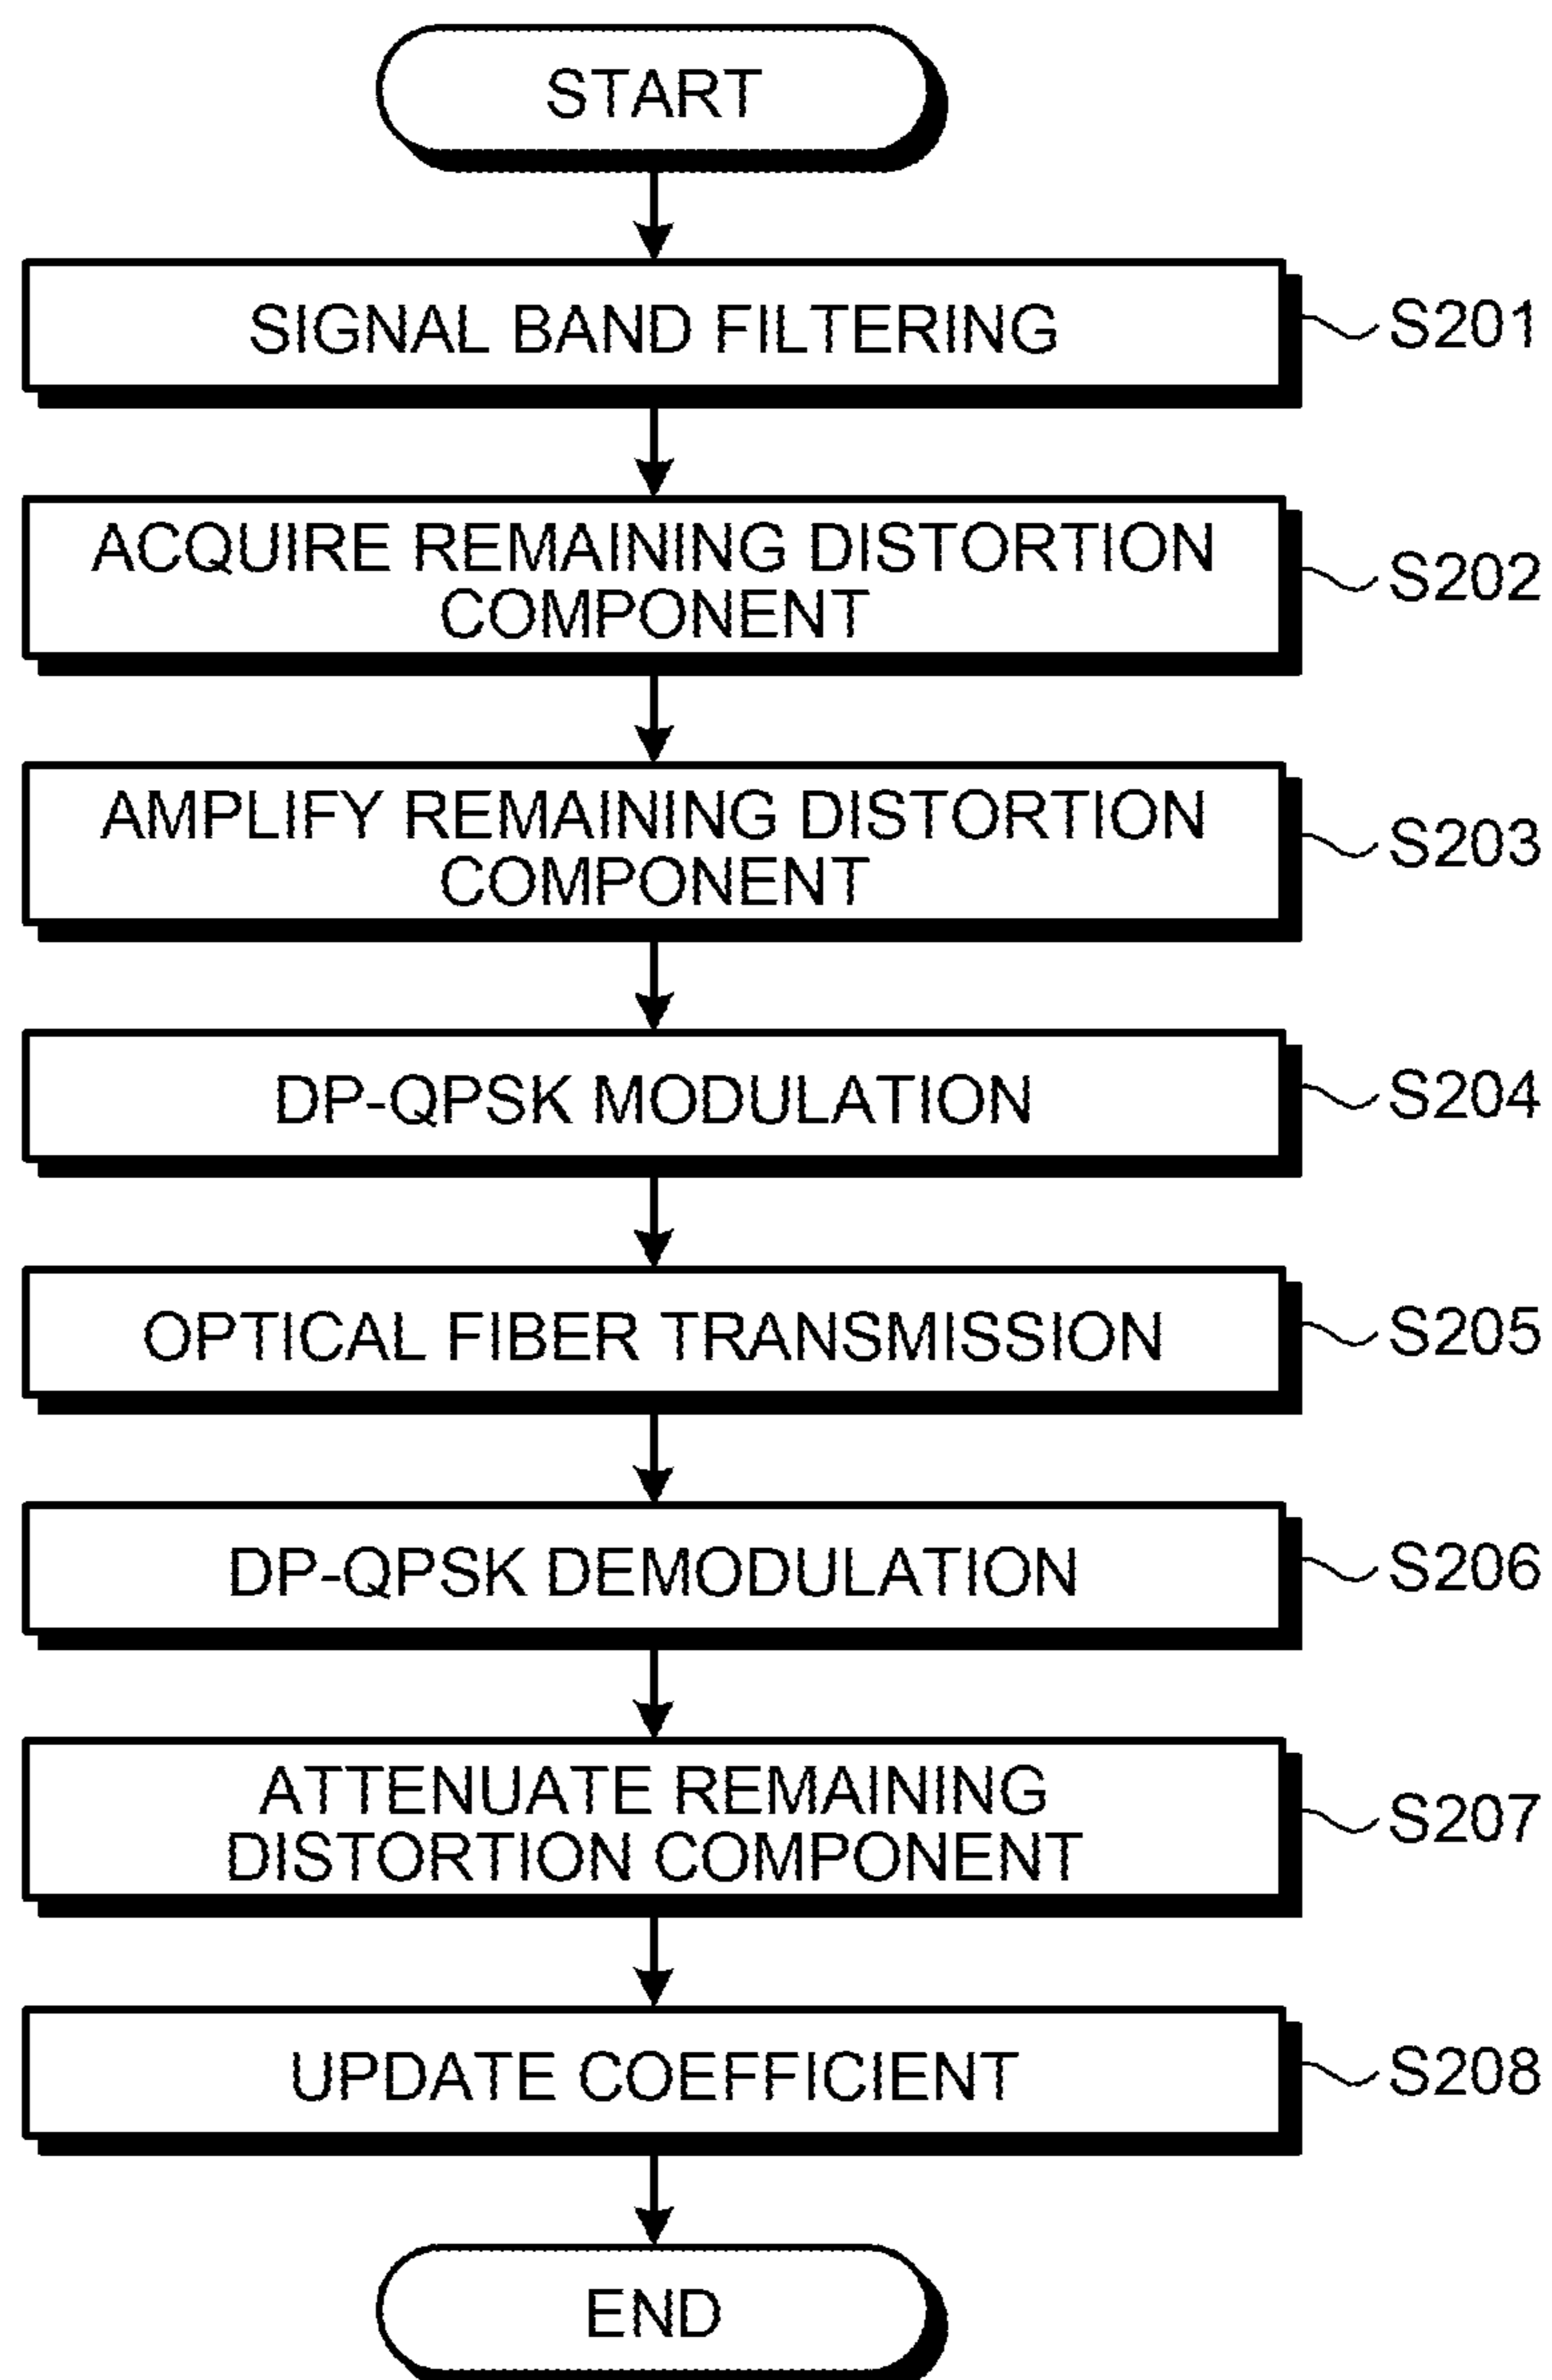 START
SIGNAL BAND FILTERING
S201
ACQUIRE REMAINING DISTORTION
COMPONENT
S202
AMPLIFY REMAINING DISTORTION
COMPONENT
S203
DP-QPSK MODULATION
S204
OPTICAL FIBER TRANSMISSION
S205
DP-QPSK DEMODULATION
S206
ATTENUATE REMAINING
DISTORTION COMPONENT
S207
UPDATE COEFFICIENT
S208
END